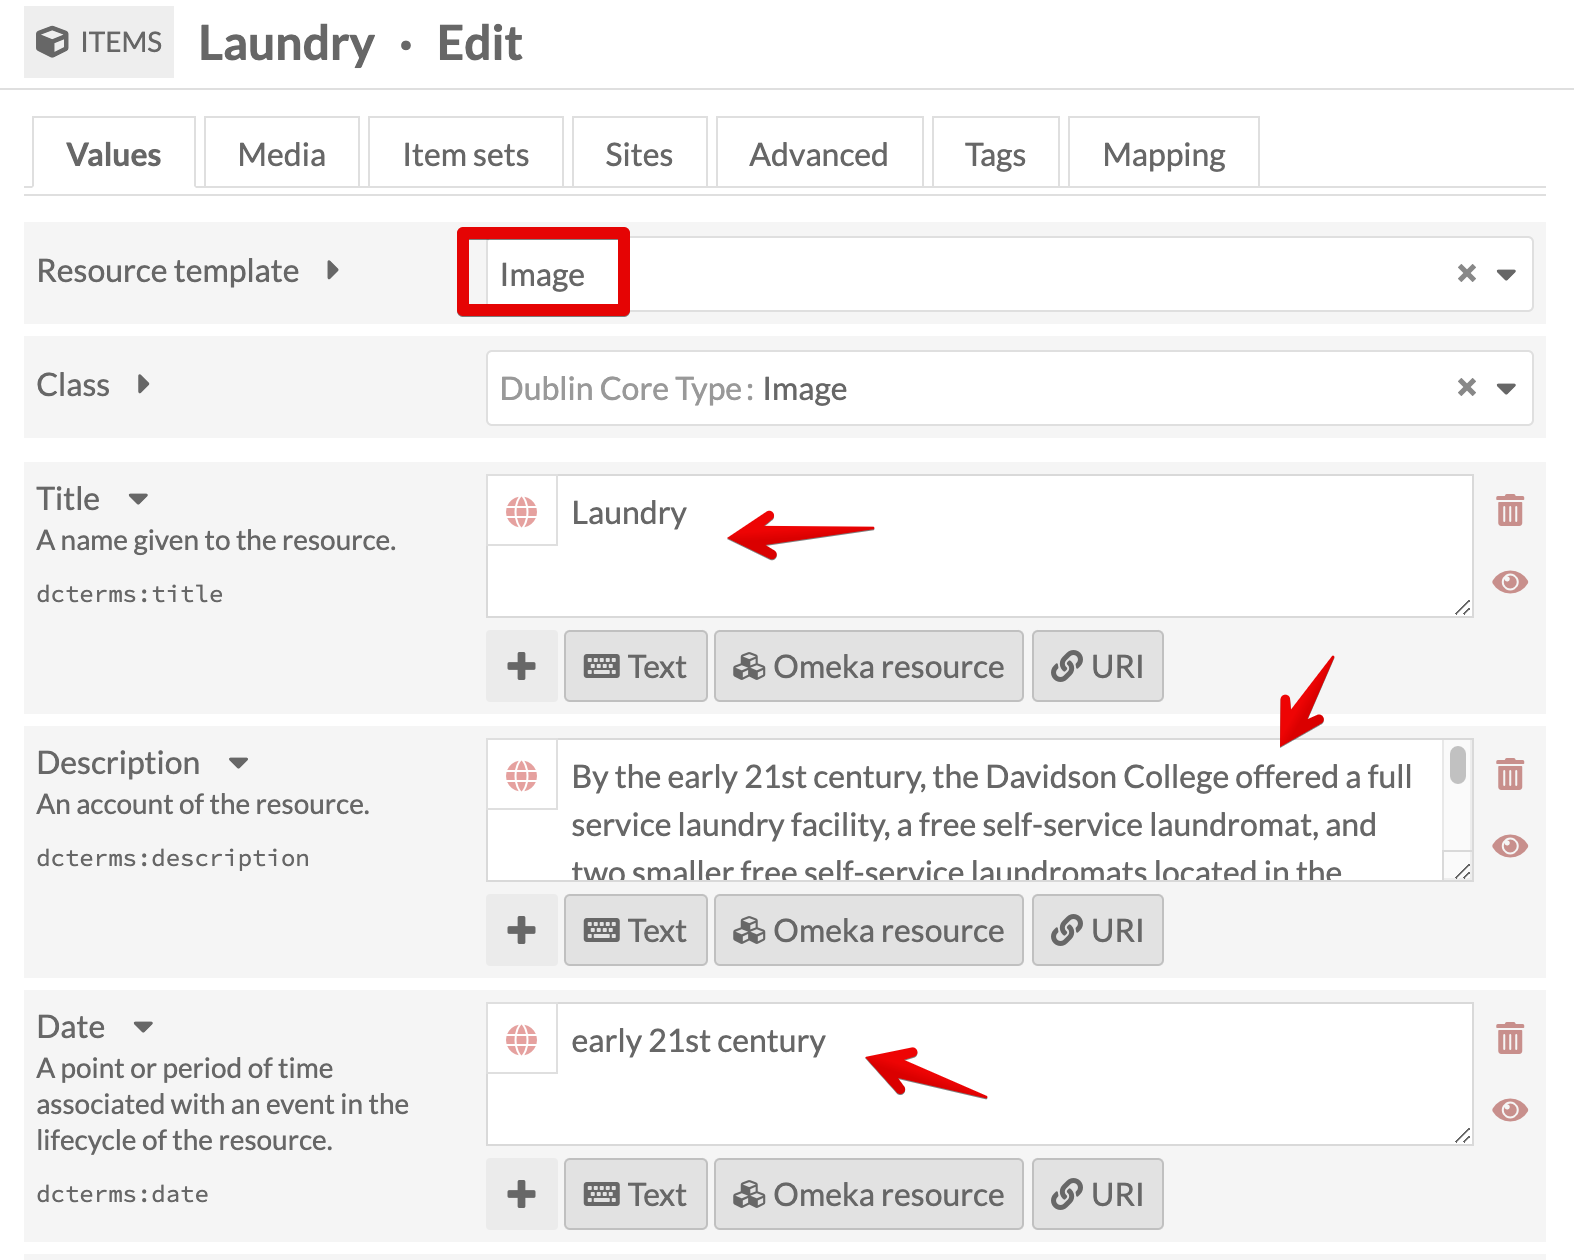 ITEMS Laundry · Edit
Values Media Item sets Sites Advanced Tags Mapping
Resource template Image
Class Dublin Core Type: Image
Title Laundry
A name given to the resource.
dcterms:title
Text Omeka resource URI
Description
An account of the resource.
dcterms:description
By the early 21st century, the Davidson College offered a full
service laundry facility, a free self-service laundromat, and
two smaller free self-service laundromats located in the
Text Omeka resource URI
Date early 21st century
A point or period of time
associated with an event in the
lifecycle of the resource.
dcterms:date
Text Omeka resource URI